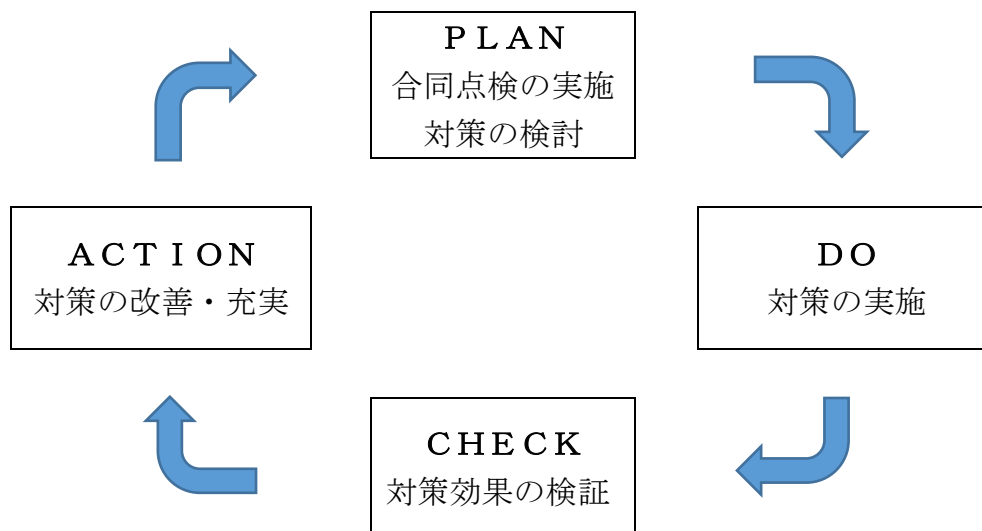 ＰＬＡＮ
合同点検の実施
対策の検討
ＡＣＴＩＯＮ
対策の改善・充実
ＤＯ
対策の実施
ＣＨＥＣＫ
対策効果の検証